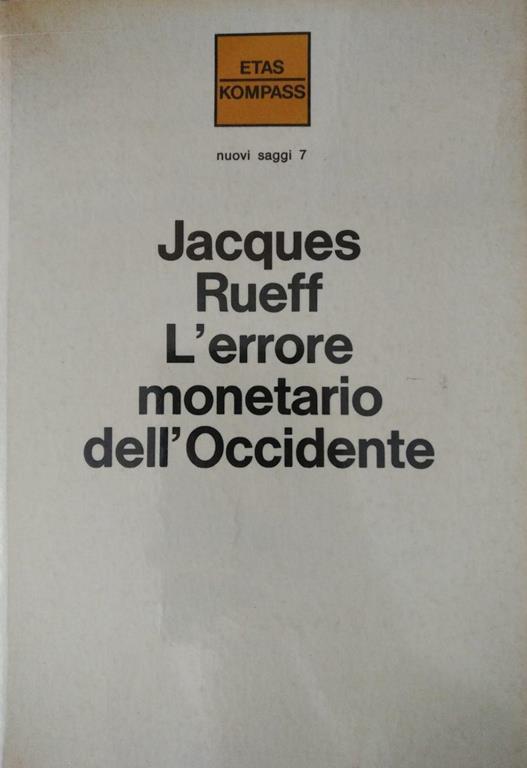 ETAS
KOMPASS
nuovi saggi 7
Jacques
Rueff
L'errore
monetario
dell'Occidente